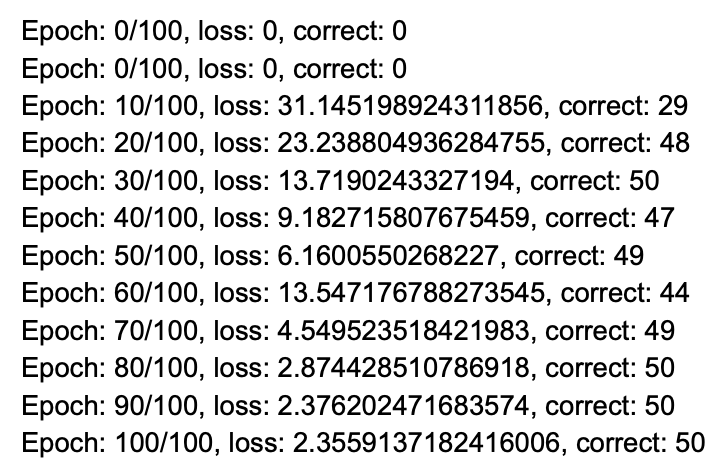 Epoch: 0/100, loss: 0, correct: 0
Epoch: 0/100, loss: 0, correct: 0
Epoch: 10/100, loss: 31.145198924311856, correct: 29
Epoch: 20/100, loss: 23.238804936284755, correct: 48
Epoch: 30/100, loss: 13.7190243327194, correct: 50
Epoch: 40/100, loss: 9.182715807675459, correct: 47
Epoch: 50/100, loss: 6.1600550268227, correct: 49
Epoch: 60/100, loss: 13.547176788273545, correct: 44
Epoch: 70/100, loss: 4.549523518421983, correct: 49
Epoch: 80/100, loss: 2.874428510786918, correct: 50
Epoch: 90/100, loss: 2.376202471683574, correct: 50
Epoch: 100/100, loss: 2.3559137182416006, correct: 50